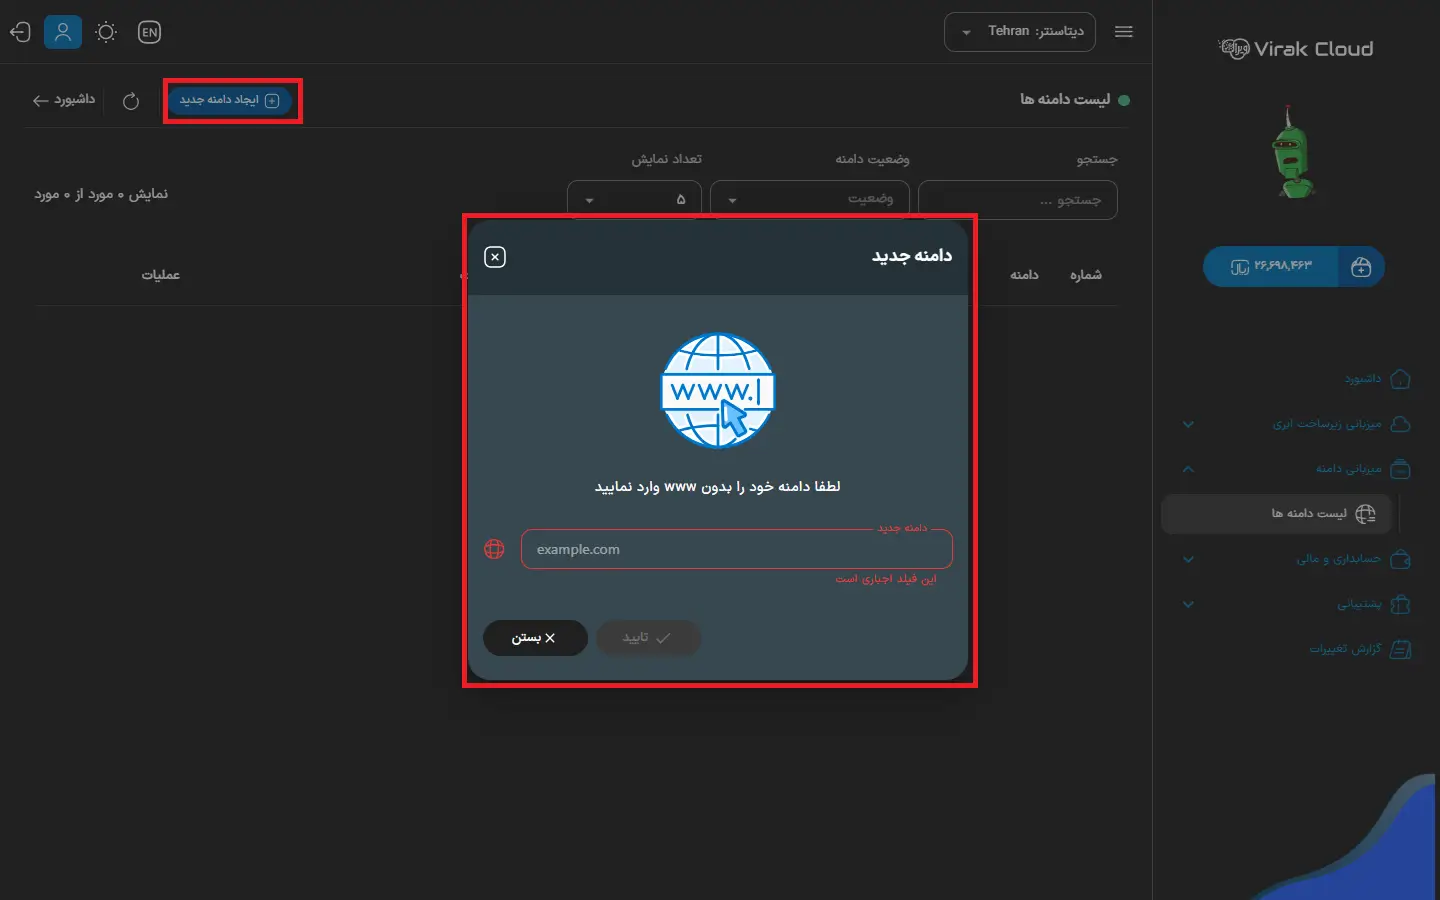 Virak Cloud
۲۶,۶۹۸,۴۶۳
داشبورد
میزبانی زیرساخت ابری
میزبانی دامنه
لیست دامنه ها
حسابداری و مالی
پشتیبانی
گزارش تغییرات
دیتاسنتر: Tehran
EN
لیست دامنه ها
ایجاد دامنه جدید
داشبورد
جستجو
وضعیت دامنه
تعداد نمایش
جستجو ...
وضعیت
۵
نمایش ۰ مورد از ۰ مورد
شماره
دامنه
عملیات
دامنه جدید
www.
لطفا دامنه خود را بدون www وارد نمایید
دامنه جدید
example.com
این فیلد اجباری است
تایید
بستن